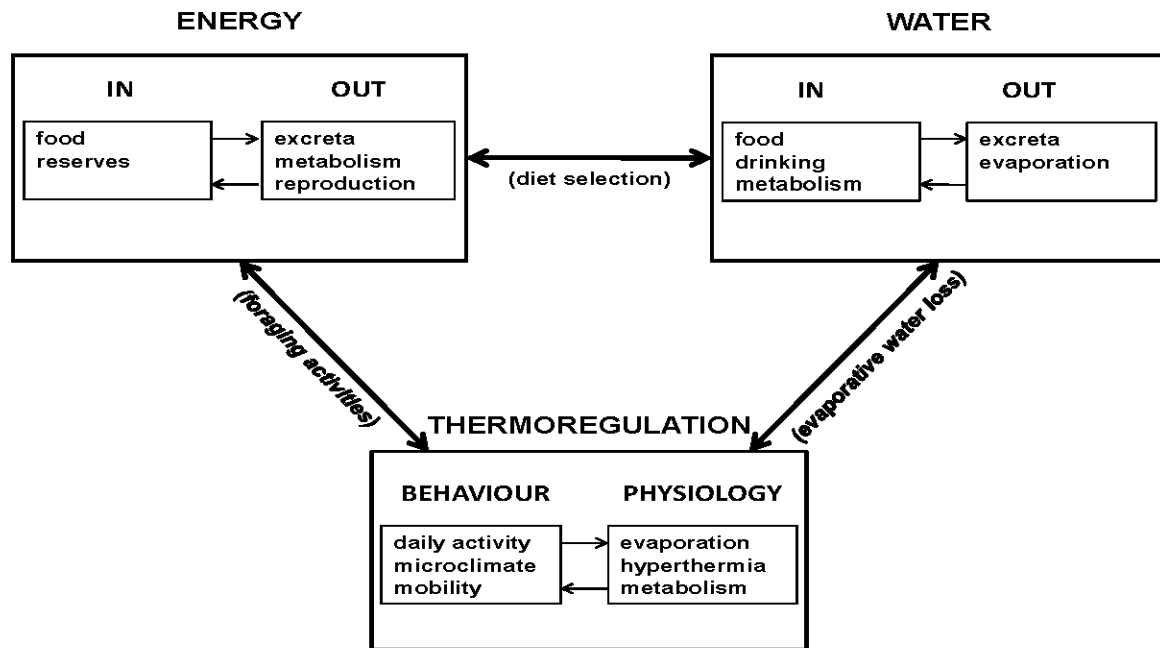 ENERGY
IN
OUT
food
reserves
excreta
metabolism
reproduction
(diet selection)
WATER
IN
OUT
food
drinking
metabolism
excreta
evaporation
(foraging activities)
(evaporative water loss)
THERMOREGULATION
BEHAVIOUR
PHYSIOLOGY
daily activity
microclimate
mobility
evaporation
hyperthermia
metabolism